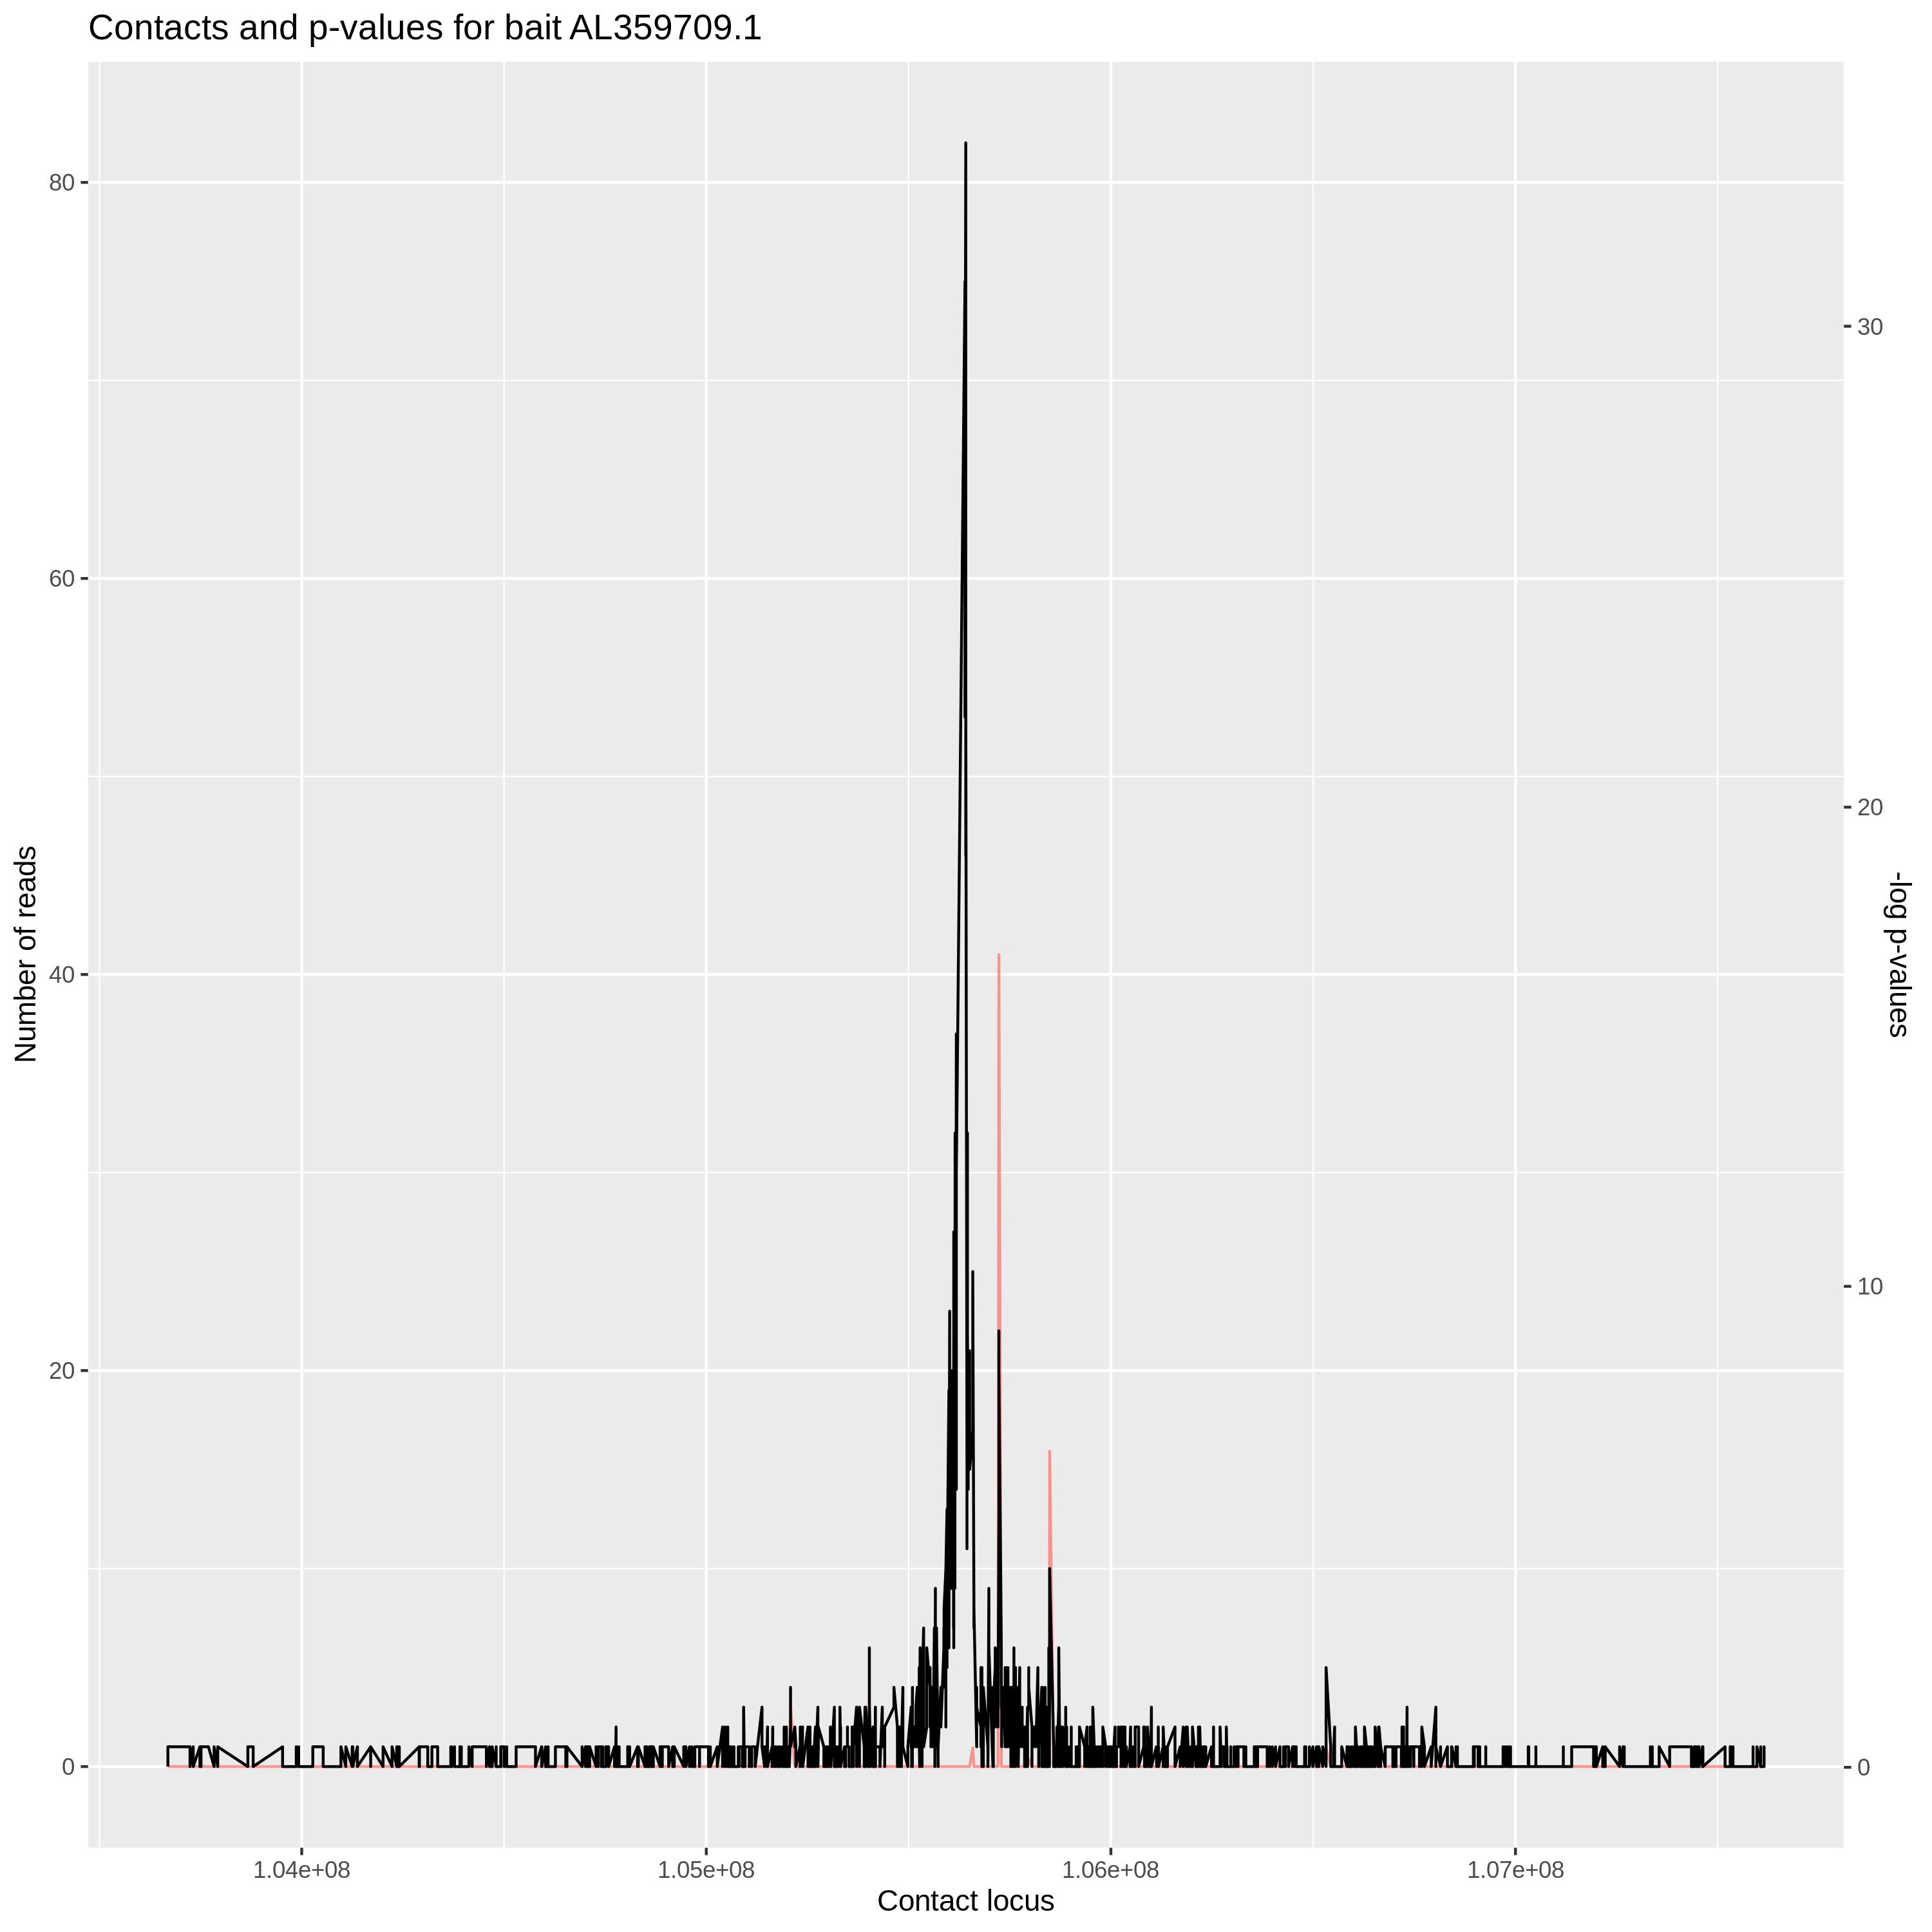 Contacts and p-values for bait AL359709.1
80
60
40
20
0
Number of reads
30
20
10
0
-log p-values
1.04e+08
1.05e+08
1.06e+08
1.07e+08
Contact locus